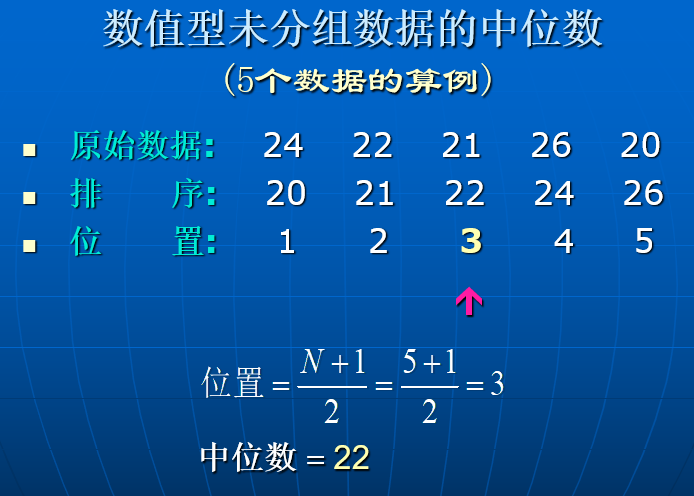 数值型未分组数据的中位数
(5个数据的算例)
原始数据: 24 22 21 26 20
排 序: 20 21 22 24 26
位 置: 1 2 3 4 5
↑
位置 = (N+1)/2 = (5+1)/2 = 3
中位数 = 22